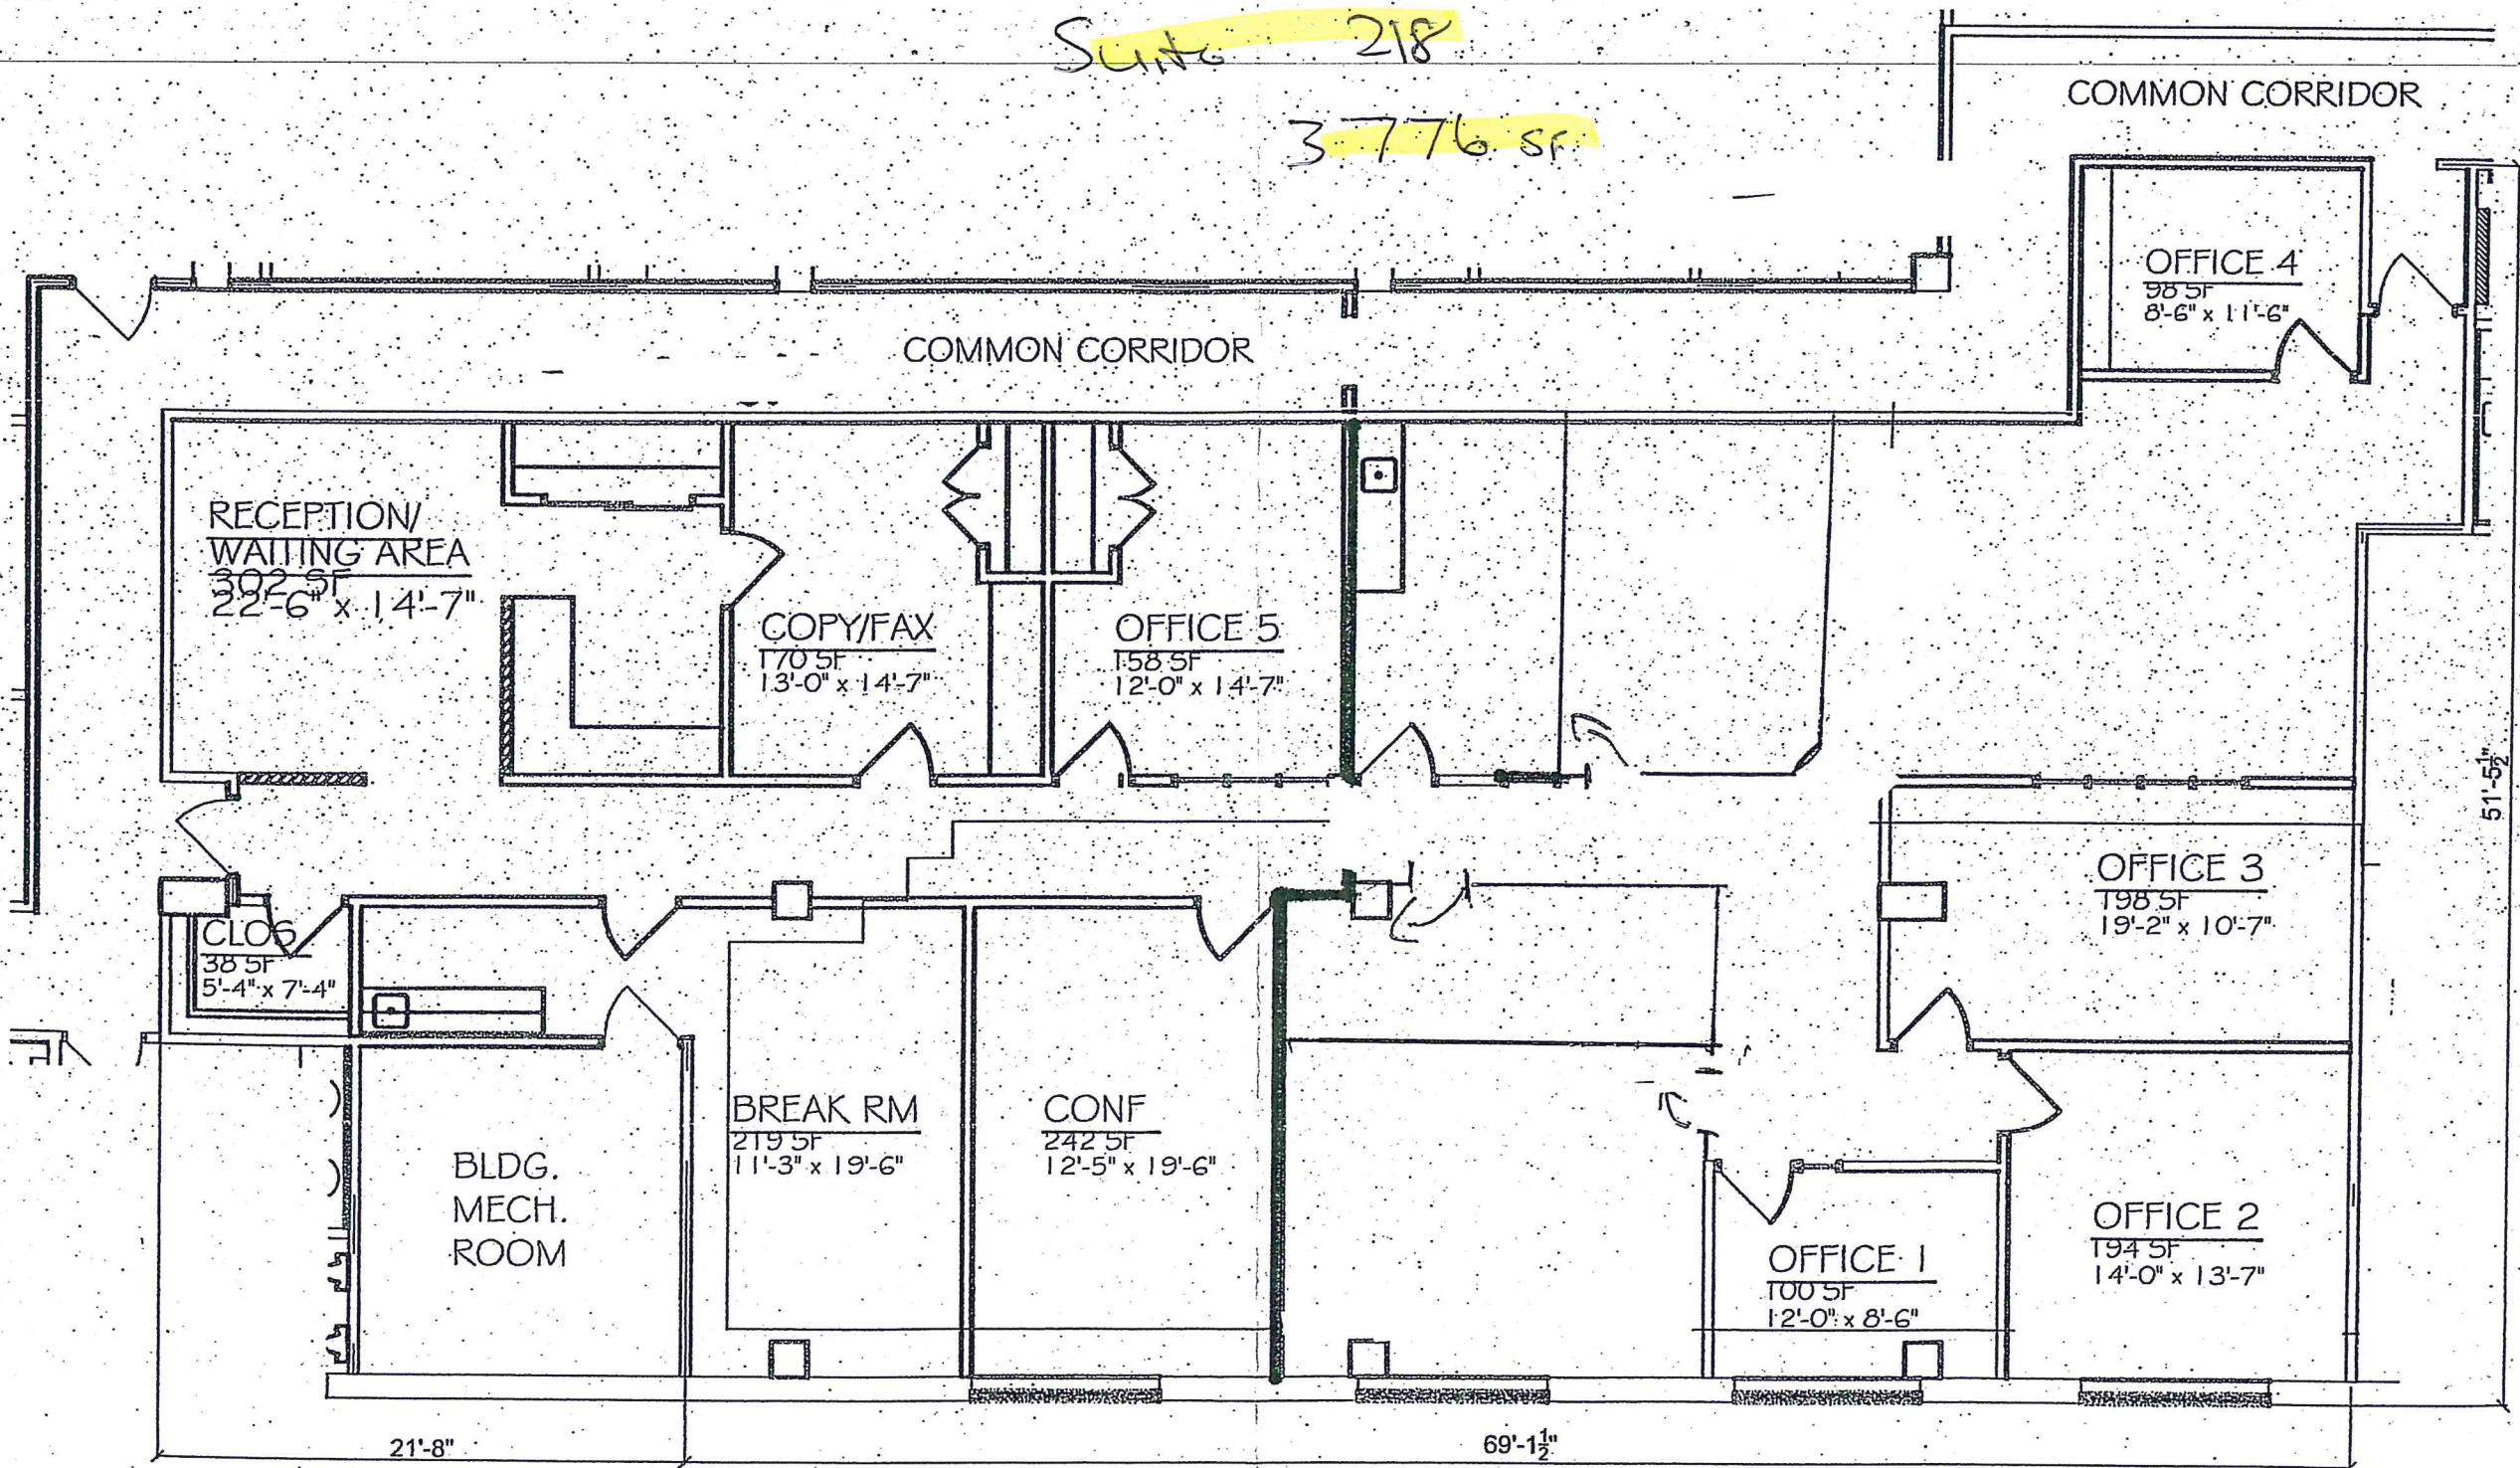 Suite 218
3776 SF
COMMON CORRIDOR
OFFICE 4
98 SF
8'-6" x 11'-6"
COMMON CORRIDOR
RECEPTION/
WAITING AREA
302 SF
22'-6" x 14'-7"
COPY/FAX
170 SF
13'-0" x 14'-7"
OFFICE 5
158 SF
12'-0" x 14'-7"
51'-5½"
OFFICE 3
198 SF
19'-2" x 10'-7"
CLOS
38 SF
5'-4" x 7'-4"
BREAK RM
219 SF
11'-3" x 19'-6"
CONF
242 SF
12'-5" x 19'-6"
BLDG.
MECH.
ROOM
OFFICE 1
100 SF
12'-0" x 8'-6"
OFFICE 2
194 SF
14'-0" x 13'-7"
21'-8"
69'-1½"